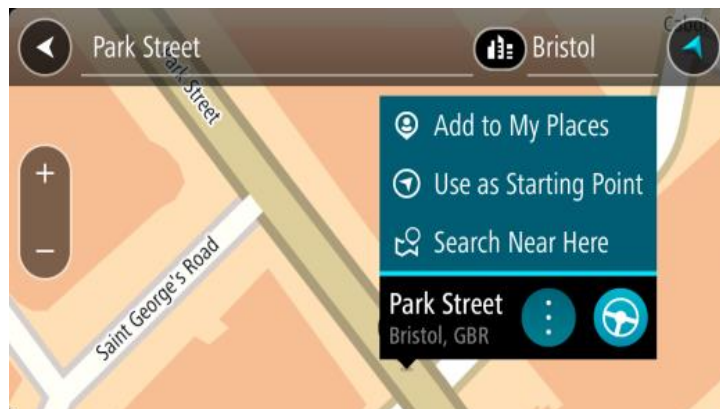 Park Street
Bristol
Park Street
Add to My Places
Use as Starting Point
Saint George's Road
Search Near Here
Park Street
Bristol, GBR